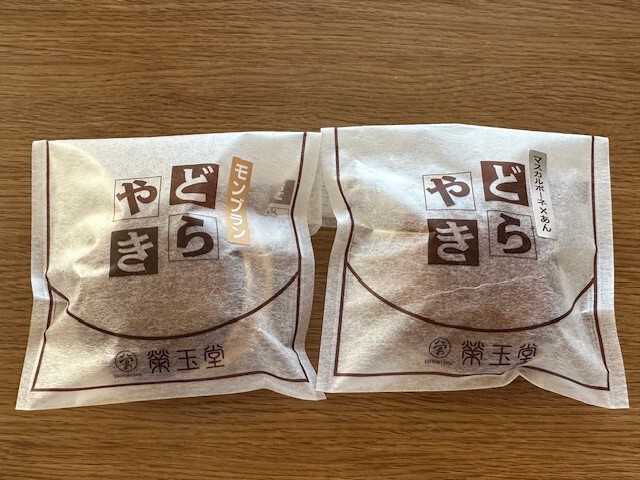 どら
やき
モンブラン
榮玉堂
どら
やき
マスカルポーネ×あん
榮玉堂